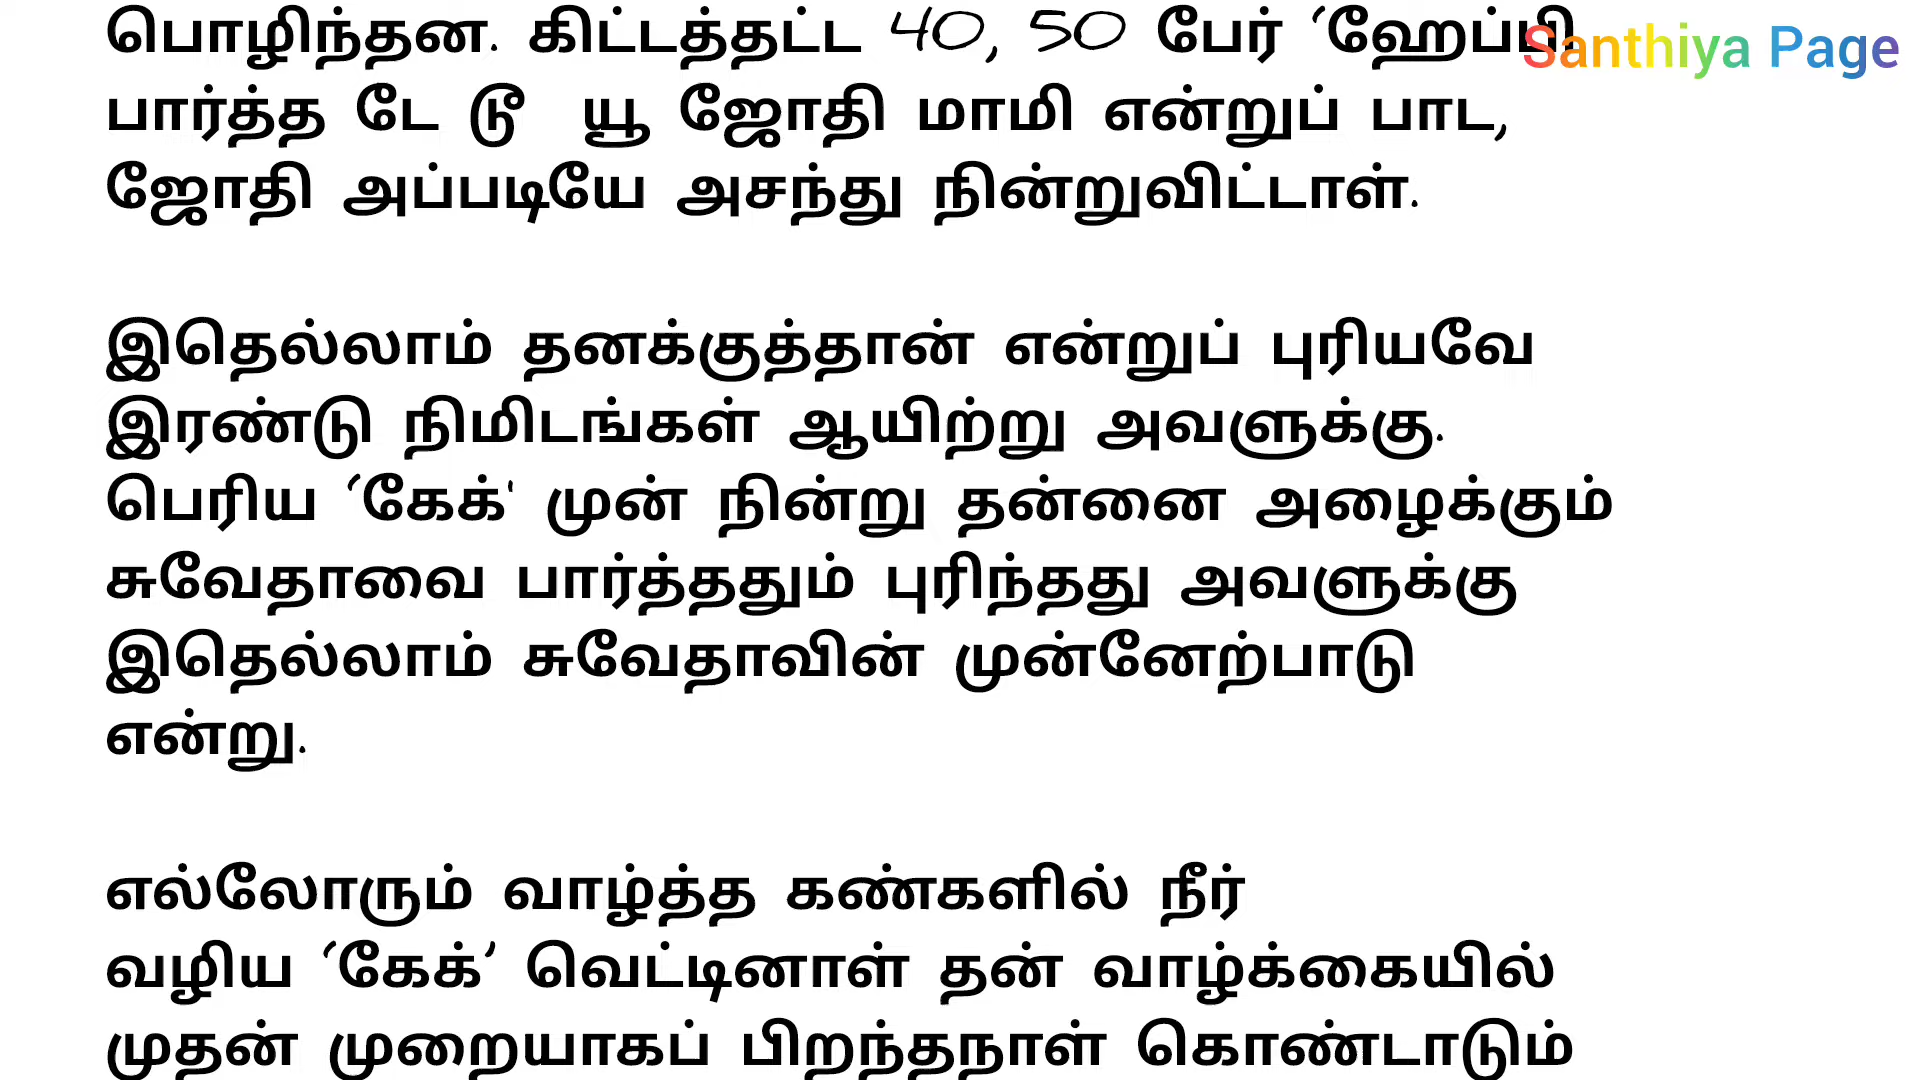 பொழிந்தன. கிட்டத்தட்ட 40, 50 பேர் ‘ஹேப்பி
Santhiya Page
பார்த்த டே டூ யூ ஜோதி மாமி என்றுப் பாட,
ஜோதி அப்படியே அசந்து நின்றுவிட்டாள்.
இதெல்லாம் தனக்குத்தான் என்றுப் புரியவே
இரண்டு நிமிடங்கள் ஆயிற்று அவளுக்கு.
பெரிய ‘கேக்' முன் நின்று தன்னை அழைக்கும்
சுவேதாவை பார்த்ததும் புரிந்தது அவளுக்கு
இதெல்லாம் சுவேதாவின் முன்னேற்பாடு
என்று.
எல்லோரும் வாழ்த்த கண்களில் நீர்
வழிய ‘கேக்’ வெட்டினாள் தன் வாழ்க்கையில்
முதன் முறையாகப் பிறந்தநாள் கொண்டாடும்